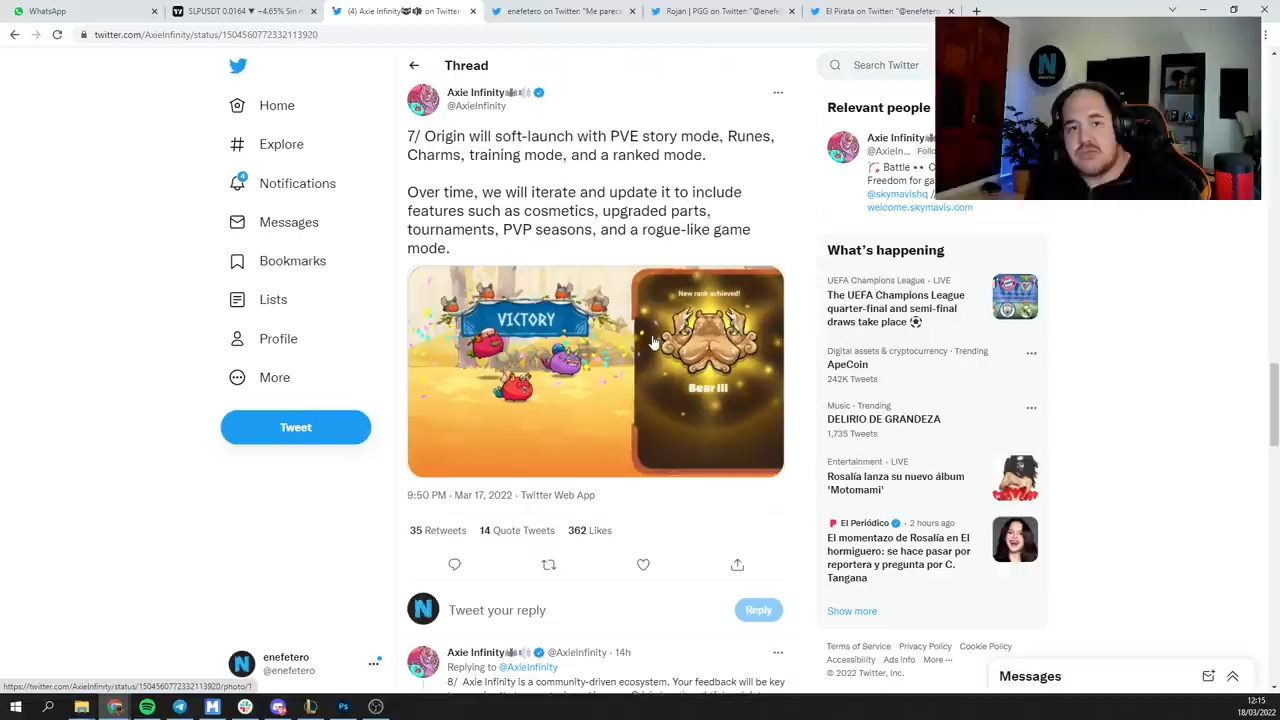 WhatsApp
SLPUSDT 0.0164 ▼ +4.65% Sin n
(4) Axie Infinity on Twitter
enefetero on Twitter: "Me pareck
Rojan | PGG on Twitter: "@enefet
El Pirata on Twitter: "@enefetero
twitter.com/AxieInfinity/status/1504560772332113920
Thread
Search Twitter
Home
Explore
4
Notifications
Messages
Bookmarks
Lists
Profile
More
Tweet
enefetero
@enefetero
Axie Infinity
@AxieInfinity
7/ Origin will soft-launch with PVE story mode, Runes,
Charms, training mode, and a ranked mode.
Over time, we will iterate and update it to include
features such as cosmetics, upgraded parts,
tournaments, PVP seasons, and a rogue-like game
mode.
VICTORY
New rank achieved!
Bear III
9:50 PM · Mar 17, 2022 · Twitter Web App
35 Retweets 14 Quote Tweets 362 Likes
N
Tweet your reply
Reply
Axie Infinity @AxieInfinity · 14h
Replying to @AxieInfinity
8/ Axie Infinity is a community-driven ecosystem. Your feedback will be key
Relevant people
Axie Infinity
@AxieIn...
Battle
Freedom for ga
@skymavishq //
welcome.skymavis.com
What's happening
UEFA Champions League · LIVE
The UEFA Champions League
quarter-final and semi-final
draws take place
Digital assets & cryptocurrency · Trending
ApeCoin
242K Tweets
Music · Trending
DELIRIO DE GRANDEZA
1,735 Tweets
Entertainment · LIVE
Rosalía lanza su nuevo álbum
'Motomami'
El Periódico · 2 hours ago
El momentazo de Rosalía en El
hormiguero: se hace pasar por
reportera y pregunta por C.
Tangana
Show more
Terms of Service Privacy Policy Cookie Policy
Accessibility Ads info More ···
© 2022 Twitter, Inc.
Messages
https://twitter.com/AxieInfinity/status/1504560772332113920/photo/1
12:15
18/03/2022